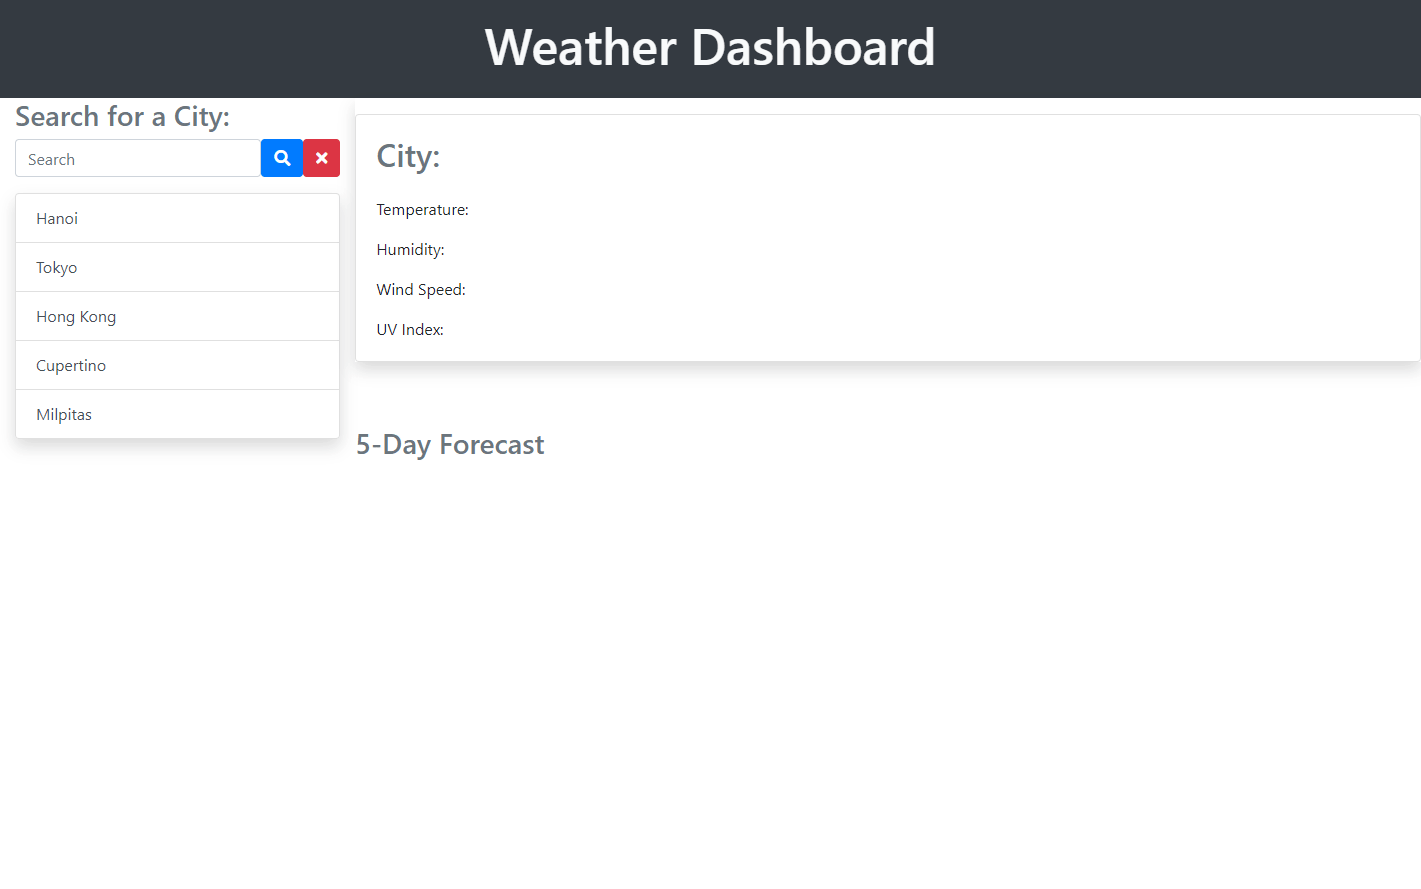 Weather Dashboard
Search for a City:
Search
Hanoi
Tokyo
Hong Kong
Cupertino
Milpitas
City:
Temperature:
Humidity:
Wind Speed:
UV Index:
5-Day Forecast